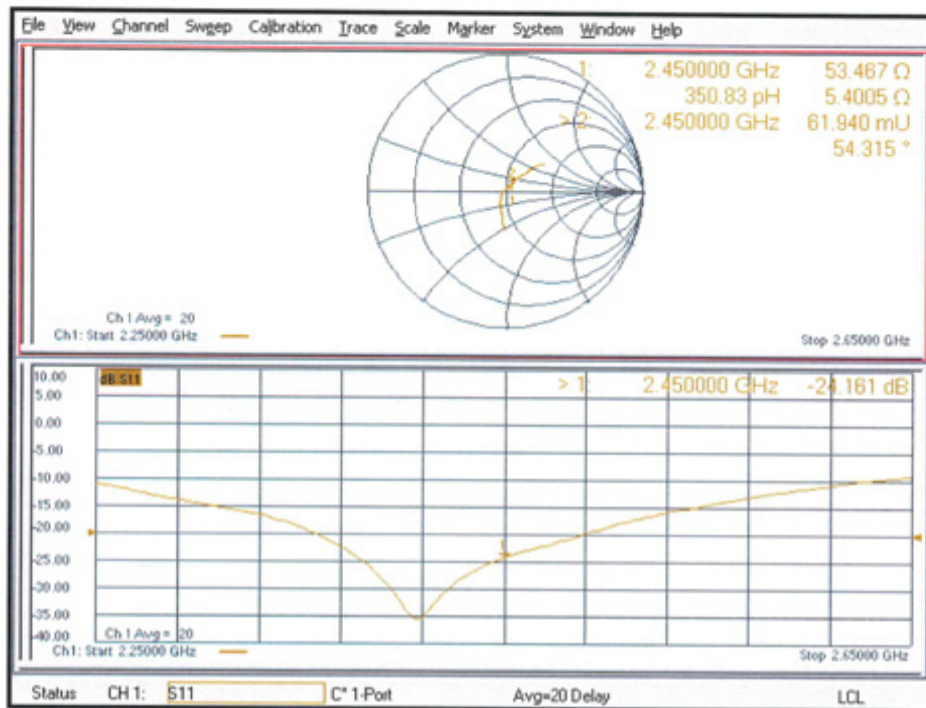 File View Channel Sweep Calibration Trace Scale Marker System Window Help
1: 2.450000 GHz 53.467 Ω
350.83 pH 5.4005 Ω
> 2: 2.450000 GHz 61.940 mU
54.315 °
Ch 1 Avg = 20
Ch1: Start 2.25000 GHz
Stop 2.65000 GHz
10.00
dB S11
> 1: 2.450000 GHz -24.161 dB
5.00
0.00
-5.00
-10.00
-15.00
-20.00
-25.00
-30.00
-35.00
-40.00
Ch 1 Avg = 20
Ch1: Start 2.25000 GHz
Stop 2.65000 GHz
Status CH 1: S11 C* 1-Port Avg=20 Delay LCL